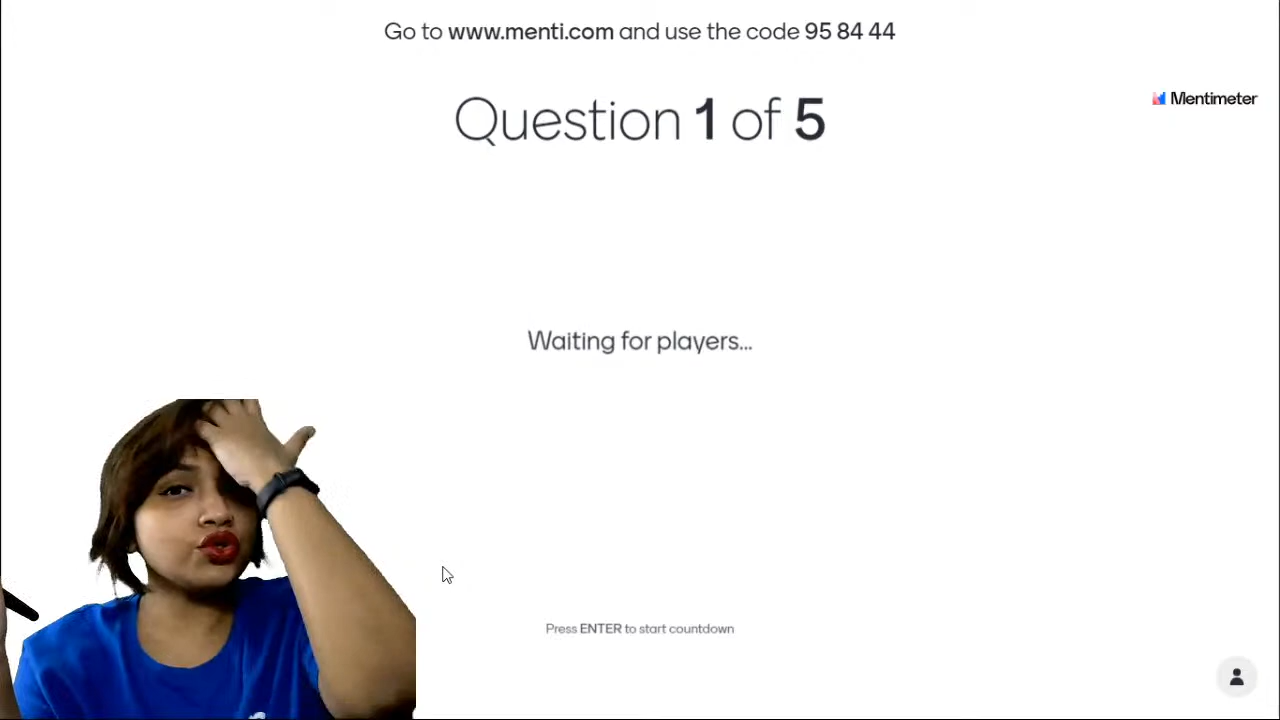 Go to www.menti.com and use the code 95 84 44
Mentimeter
Question 1 of 5
Waiting for players...
Press ENTER to start countdown